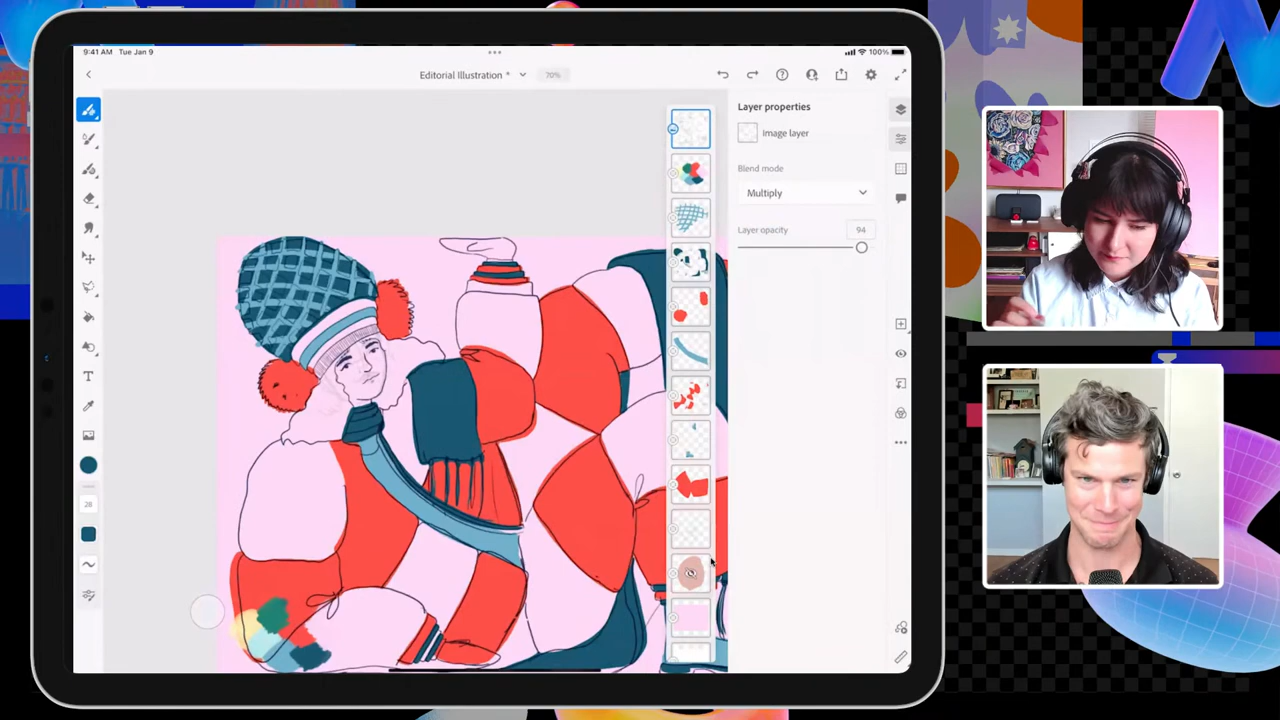 9:41 AM Tue Jan 9
100%
Editorial Illustration *
70%
Layer properties
Image layer
Blend mode
Multiply
Layer opacity
94
T
28